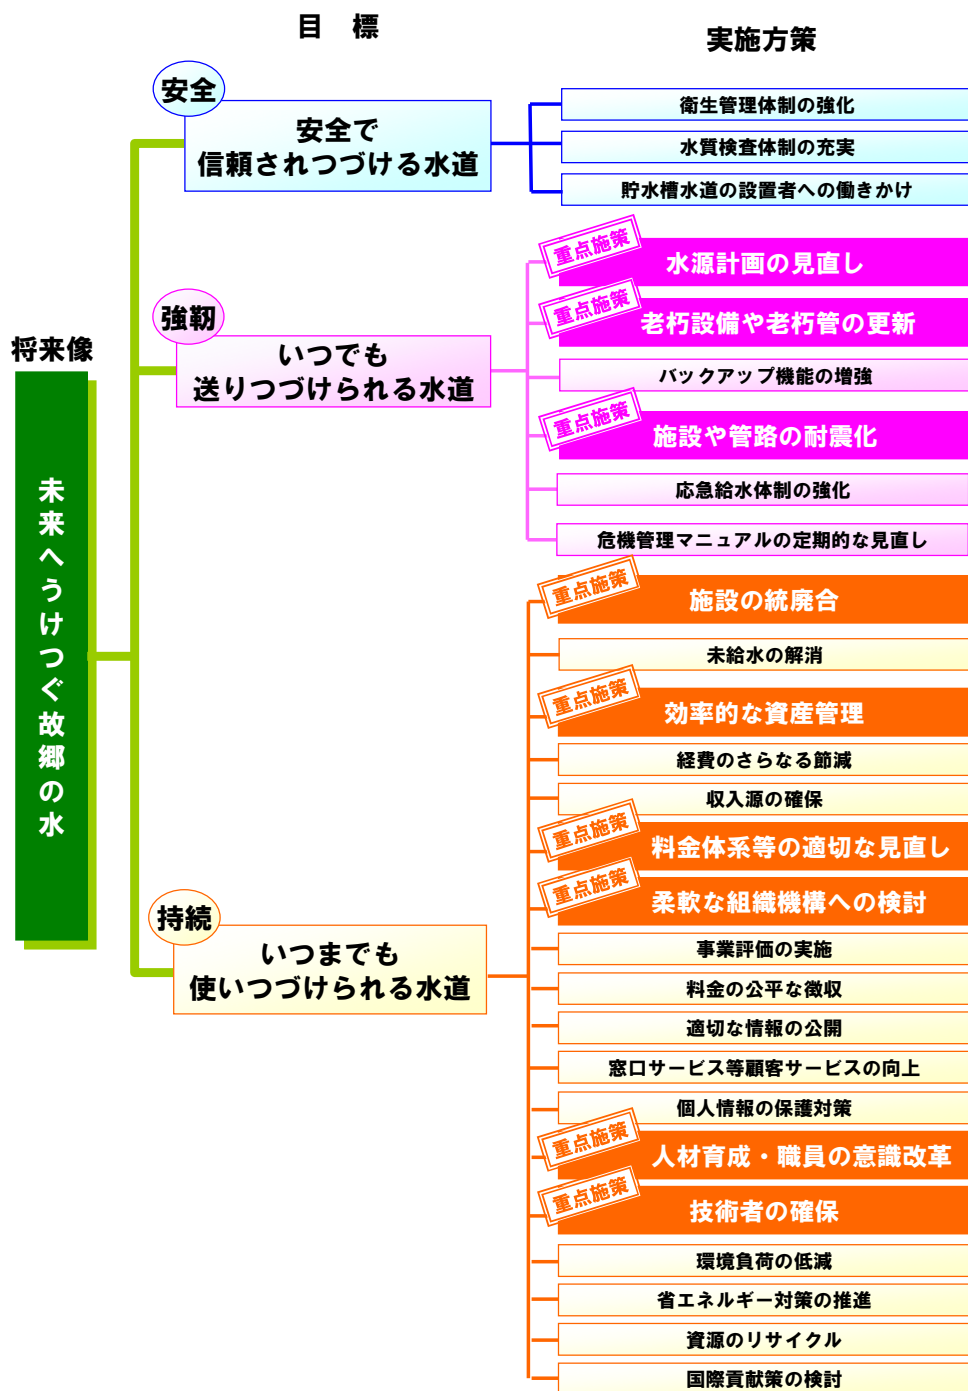 目　標
実施方策
安全
安全で
信頼されつづける水道
衛生管理体制の強化
水質検査体制の充実
貯水槽水道の設置者への働きかけ
強靭
いつでも
送りつづけられる水道
重点施策
水源計画の見直し
重点施策
老朽設備や老朽管の更新
バックアップ機能の増強
重点施策
施設や管路の耐震化
応急給水体制の強化
危機管理マニュアルの定期的な見直し
将来像
未来へうけつぐ故郷の水
持続
いつまでも
使いつづけられる水道
重点施策
施設の統廃合
未給水の解消
重点施策
効率的な資産管理
経費のさらなる節減
収入源の確保
重点施策
料金体系等の適切な見直し
重点施策
柔軟な組織機構への検討
事業評価の実施
料金の公平な徴収
適切な情報の公開
窓口サービス等顧客サービスの向上
個人情報の保護対策
重点施策
人材育成・職員の意識改革
重点施策
技術者の確保
環境負荷の低減
省エネルギー対策の推進
資源のリサイクル
国際貢献策の検討